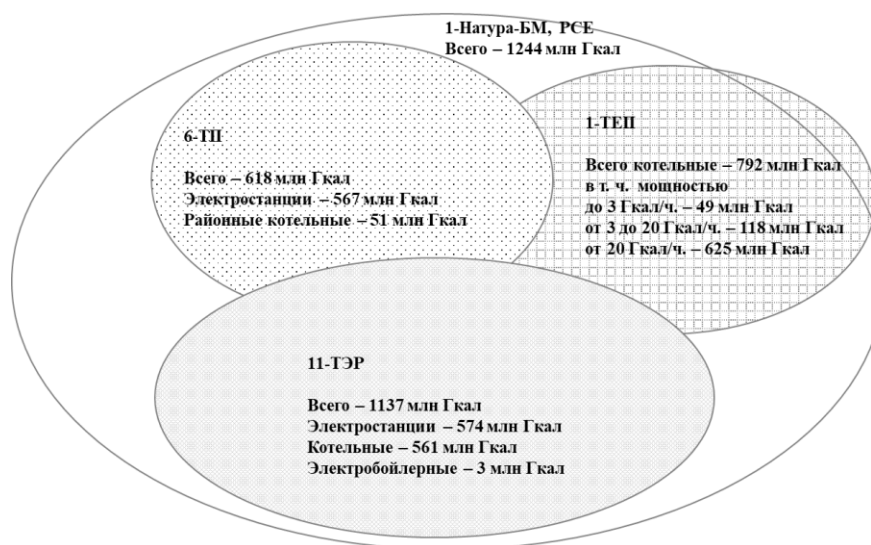 1-Натура-БМ, РСЕ
Всего – 1244 млн Гкал
6-ТП
Всего – 618 млн Гкал
Электростанции – 567 млн Гкал
Районные котельные – 51 млн Гкал
1-ТЕП
Всего котельные – 792 млн Гкал
в т. ч. мощностью
до 3 Гкал/ч. – 49 млн Гкал
от 3 до 20 Гкал/ч. – 118 млн Гкал
от 20 Гкал/ч. – 625 млн Гкал
11-ТЭР
Всего – 1137 млн Гкал
Электростанции – 574 млн Гкал
Котельные – 561 млн Гкал
Электробойлерные – 3 млн Гкал